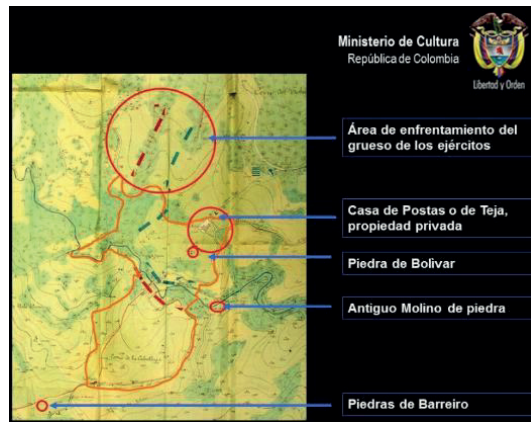 Ministerio de Cultura
República de Colombia
Libertad y Orden
Área de enfrentamiento del
grueso de los ejércitos
Casa de Postas o de Teja,
propiedad privada
Piedra de Bolivar
Antiguo Molino de piedra
Piedras de Barreiro